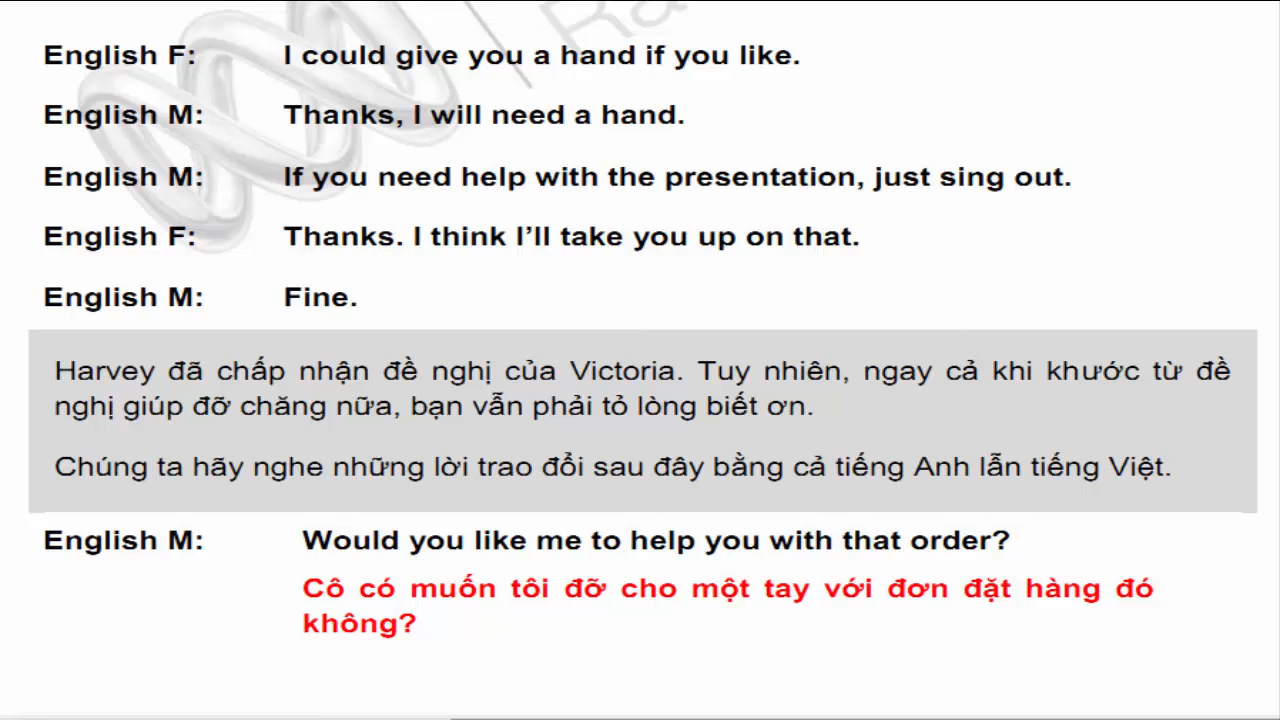 English F: I could give you a hand if you like.
English M: Thanks, I will need a hand.
English M: If you need help with the presentation, just sing out.
English F: Thanks. I think I’ll take you up on that.
English M: Fine.
Harvey đã chấp nhận đề nghị của Victoria. Tuy nhiên, ngay cả khi khước từ đề
nghị giúp đỡ chăng nữa, bạn vẫn phải tỏ lòng biết ơn.
Chúng ta hãy nghe những lời trao đổi sau đây bằng cả tiếng Anh lẫn tiếng Việt.
English M: Would you like me to help you with that order?
Cô có muốn tôi đỡ cho một tay với đơn đặt hàng đó
không?